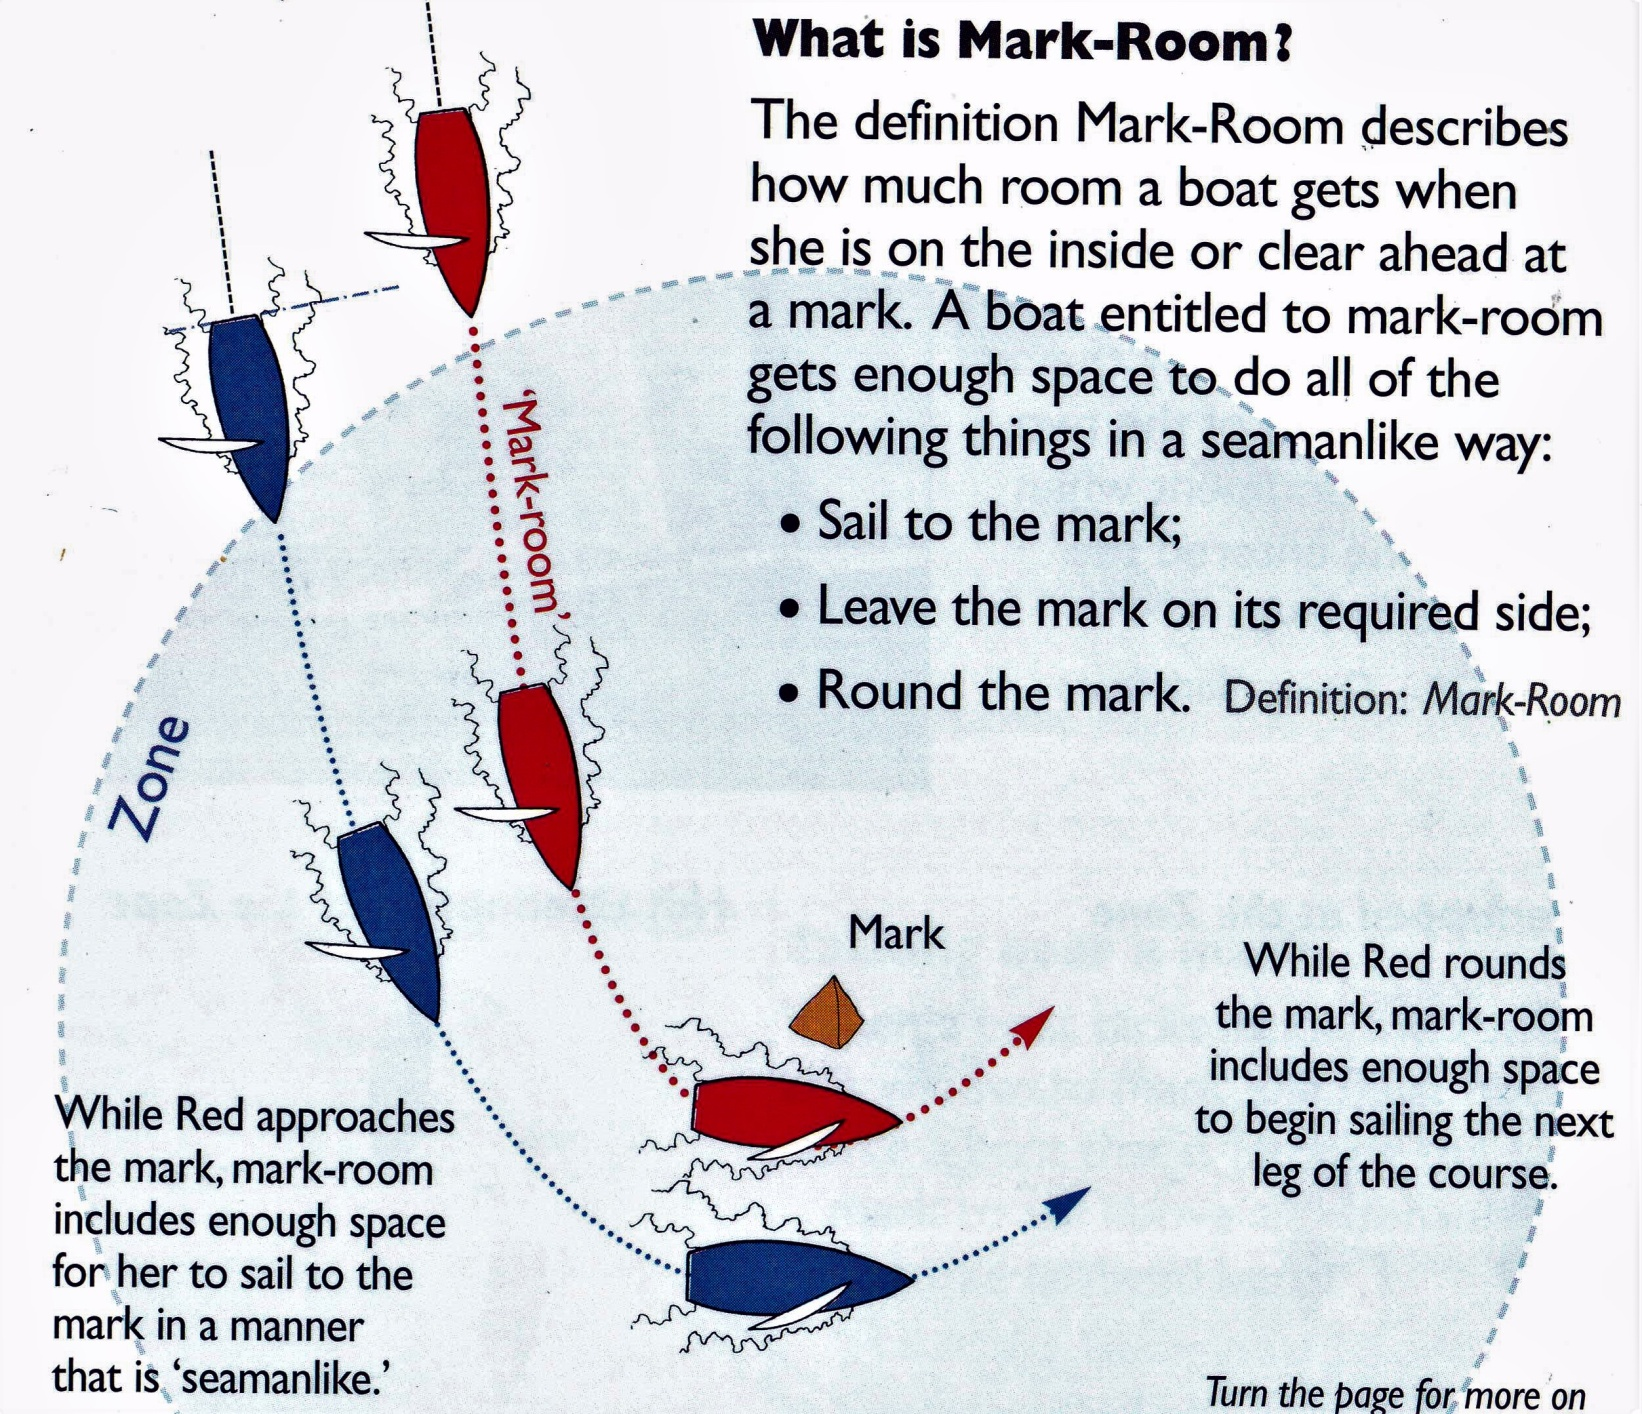 What is Mark-Room?
The definition Mark-Room describes
how much room a boat gets when
she is on the inside or clear ahead at
a mark. A boat entitled to mark-room
gets enough space to do all of the
following things in a seamanlike way:
• Sail to the mark;
• Leave the mark on its required side;
• Round the mark. Definition: Mark-Room
'Mark-room'
Zone
Mark
While Red approaches
the mark, mark-room
includes enough space
for her to sail to the
mark in a manner
that is 'seamanlike.'
While Red rounds
the mark, mark-room
includes enough space
to begin sailing the next
leg of the course.
Turn the page for more on